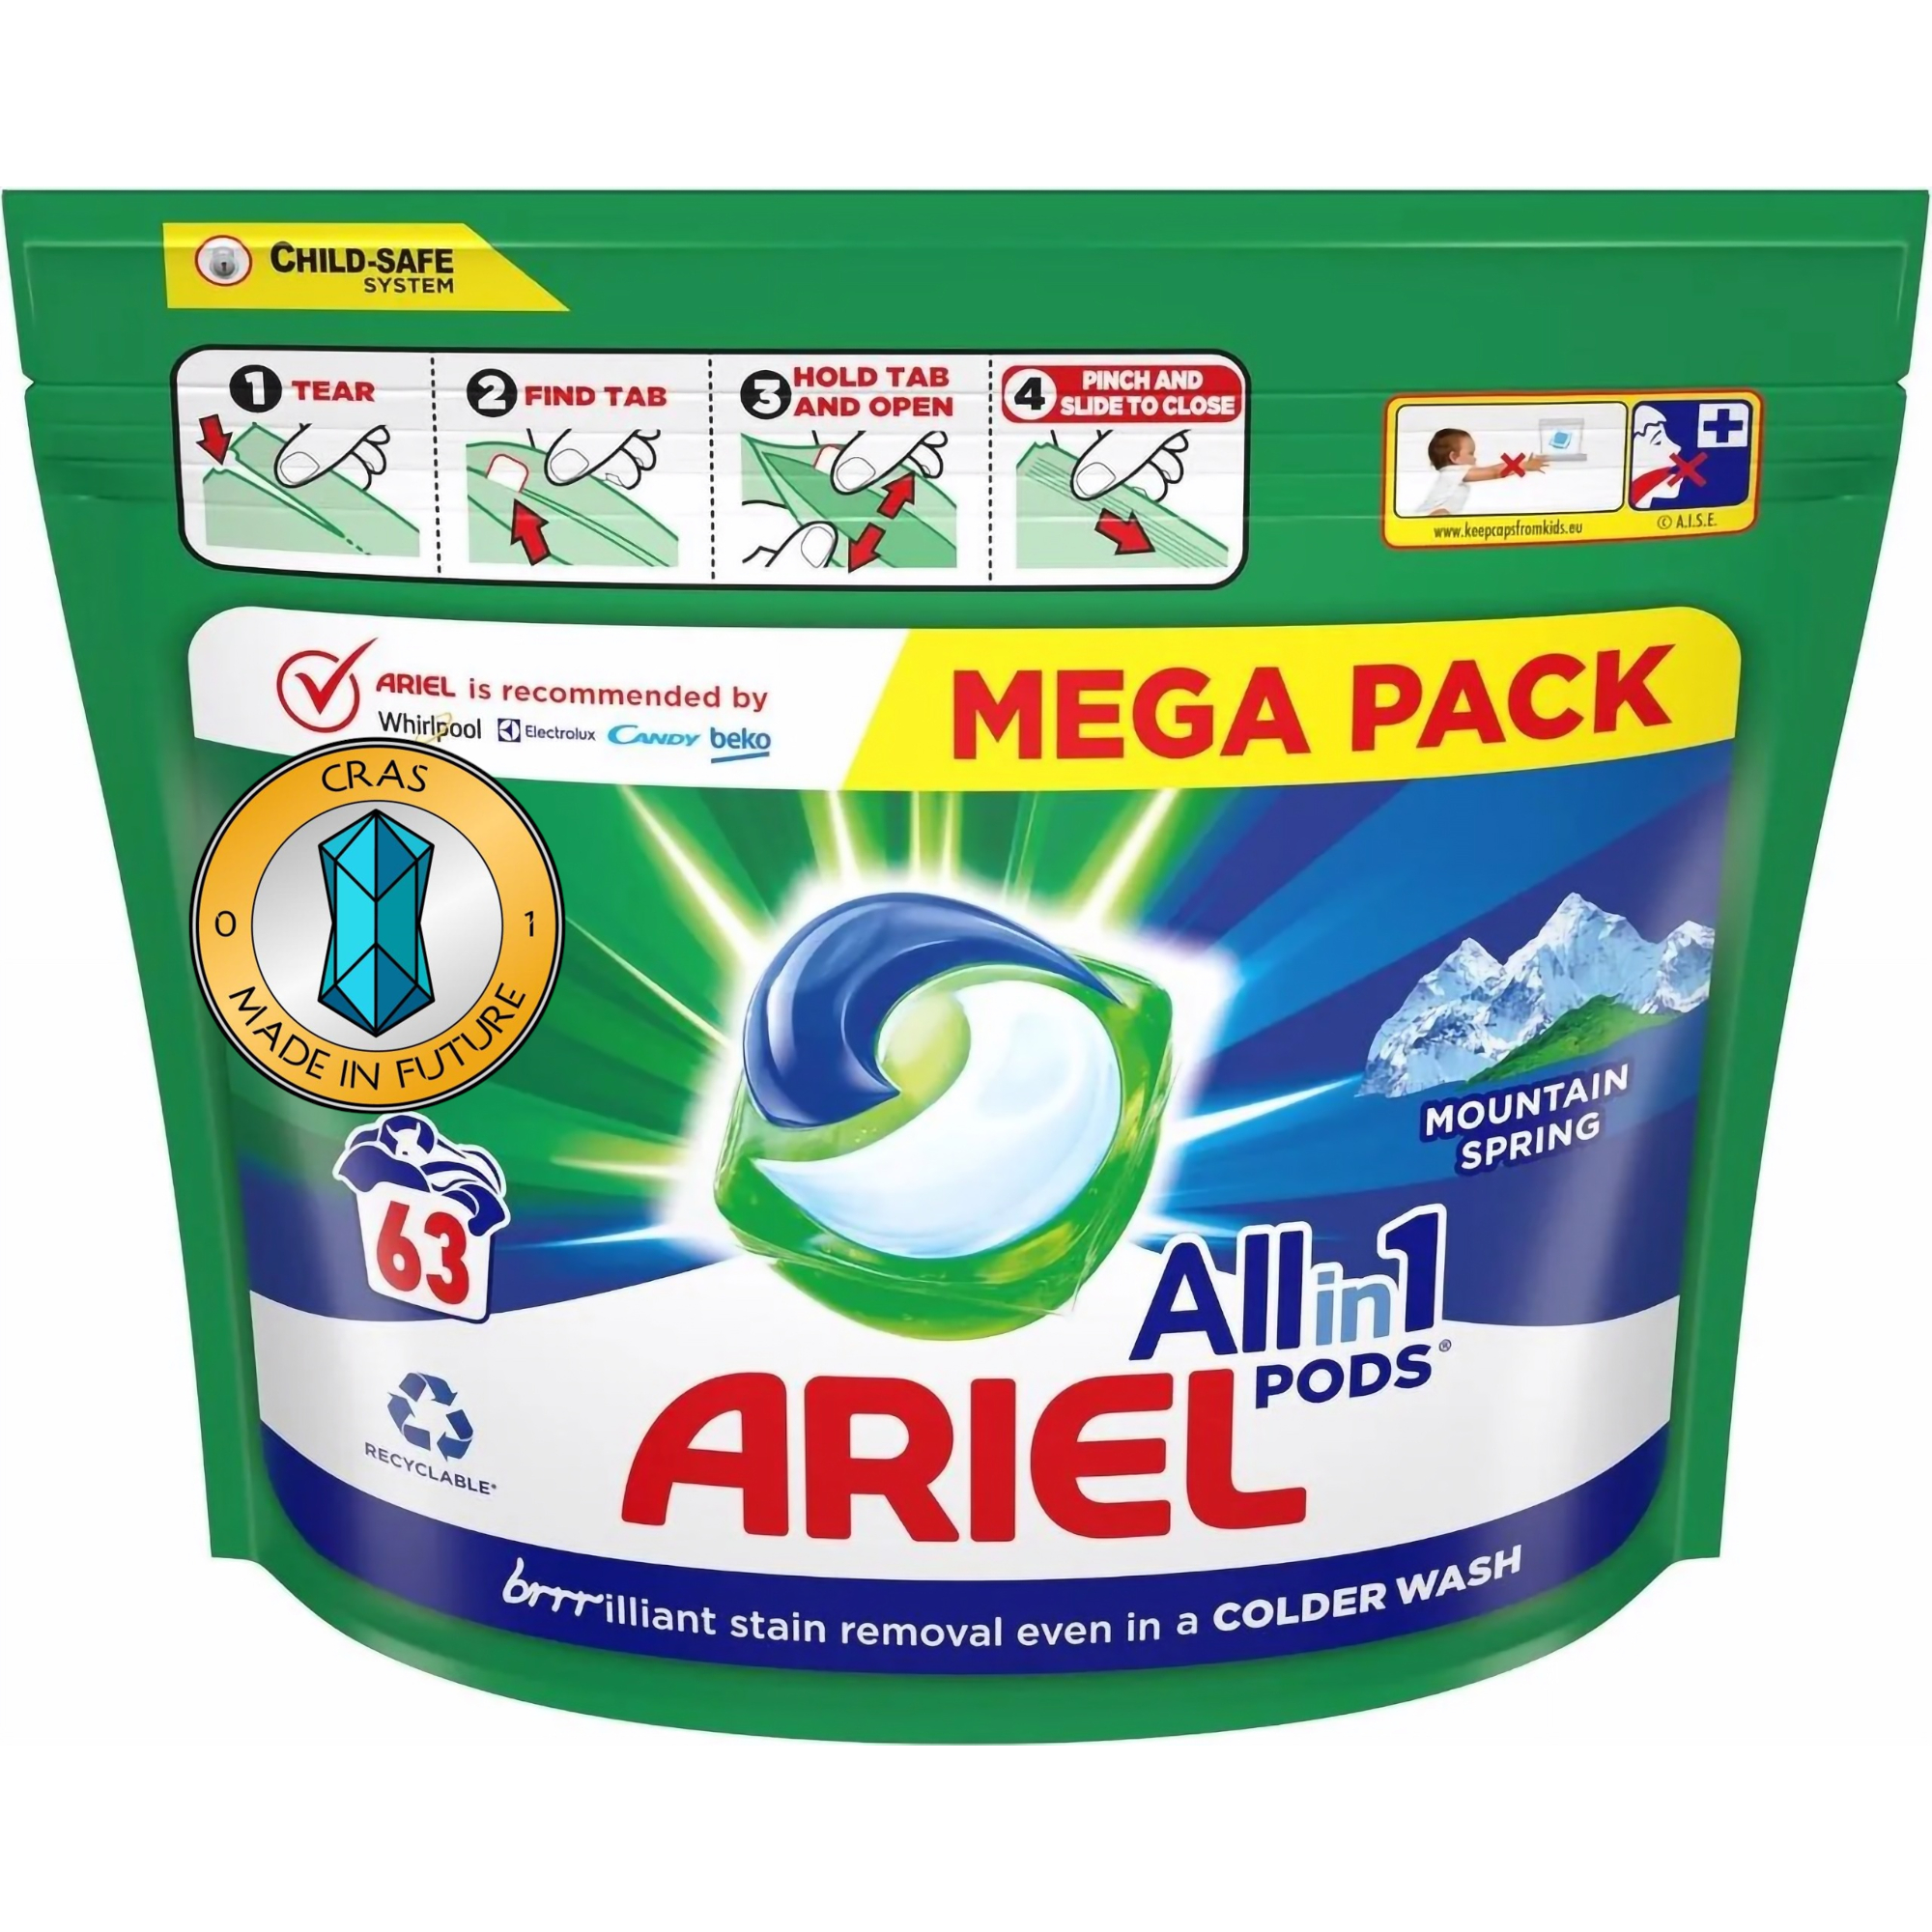 CHILD-SAFE
SYSTEM
1 TEAR
2 FIND TAB
3 HOLD TAB
AND OPEN
4 PINCH AND
SLIDE TO CLOSE
www.keepcapsfromkids.eu
© A.I.S.E.
ARIEL is recommended by
Whirlpool Electrolux CANDY beko
MEGA PACK
CRAS
0 1
MADE IN FUTURE
MOUNTAIN
SPRING
63
All in 1
PODS®
RECYCLABLE*
ARIEL
brrrilliant stain removal even in a COLDER WASH